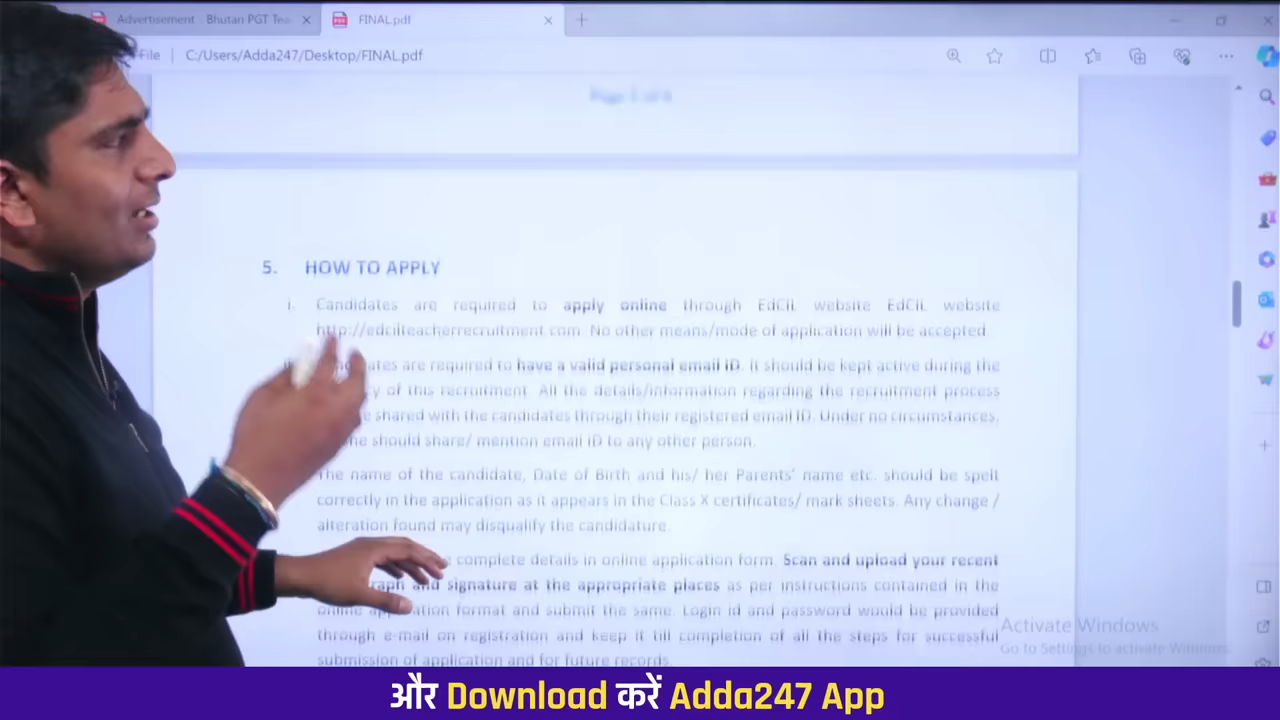 Advertisement Bhutan PGT Tea
FINAL.pdf
File
C:/Users/Adda247/Desktop/FINAL.pdf
5. HOW TO APPLY
i. Candidates are required to apply online through EdCIL website EdCIL website
http://edcilteacherrecruitment.com. No other means/mode of application will be accepted
are required to have a valid personal email ID. It should be kept active during the
of this recruitment. All the details/information regarding the recruitment process
shared with the candidates through their registered email ID. Under no circumstances,
should share/ mention email ID to any other person.
The name of the candidate, Date of Birth and his/ her Parents' name etc. should be spelt
correctly in the application as it appears in the Class X certificates/ mark sheets. Any change /
alteration found may disqualify the candidature.
complete details in online application form. Scan and upload your recent
and signature at the appropriate places as per instructions contained in the
online format and submit the same. Login id and password would be provided
through e-mail on registration and keep it till completion of all the steps for successful
submission of application and for future records.
Activate Windows
Go to Settings to activate Windows.
और Download करें Adda247 App